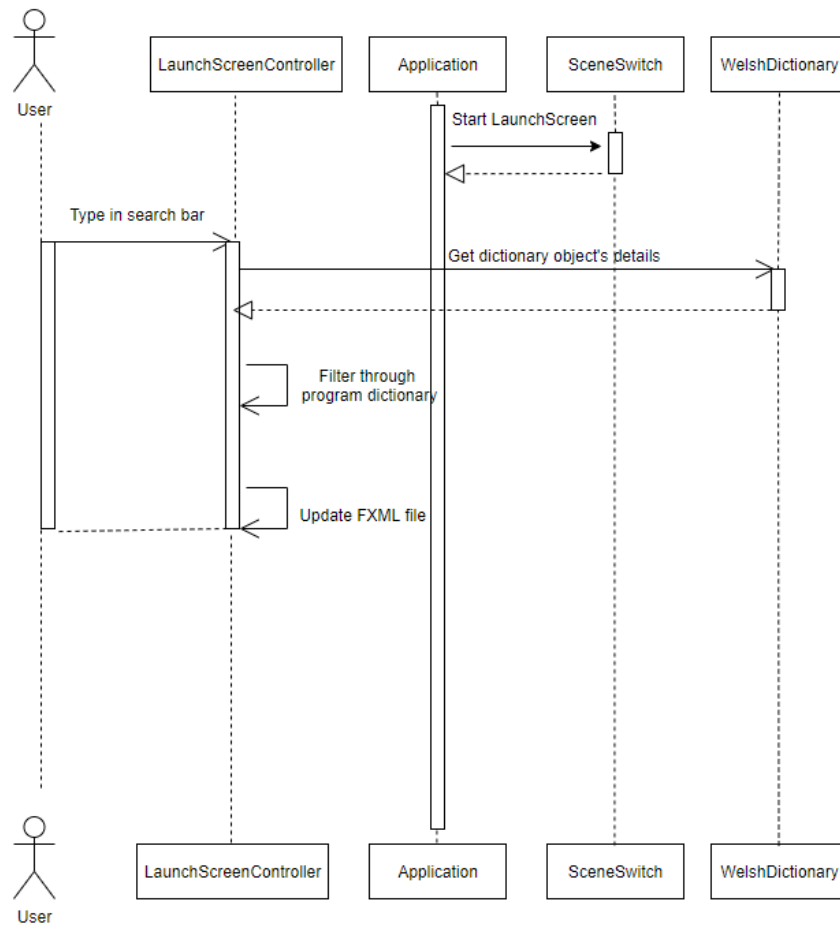 LaunchScreenController
Application
SceneSwitch
WelshDictionary
User
Start LaunchScreen
Type in search bar
Get dictionary object's details
Filter through
program dictionary
Update FXML file
LaunchScreenController
Application
SceneSwitch
WelshDictionary
User